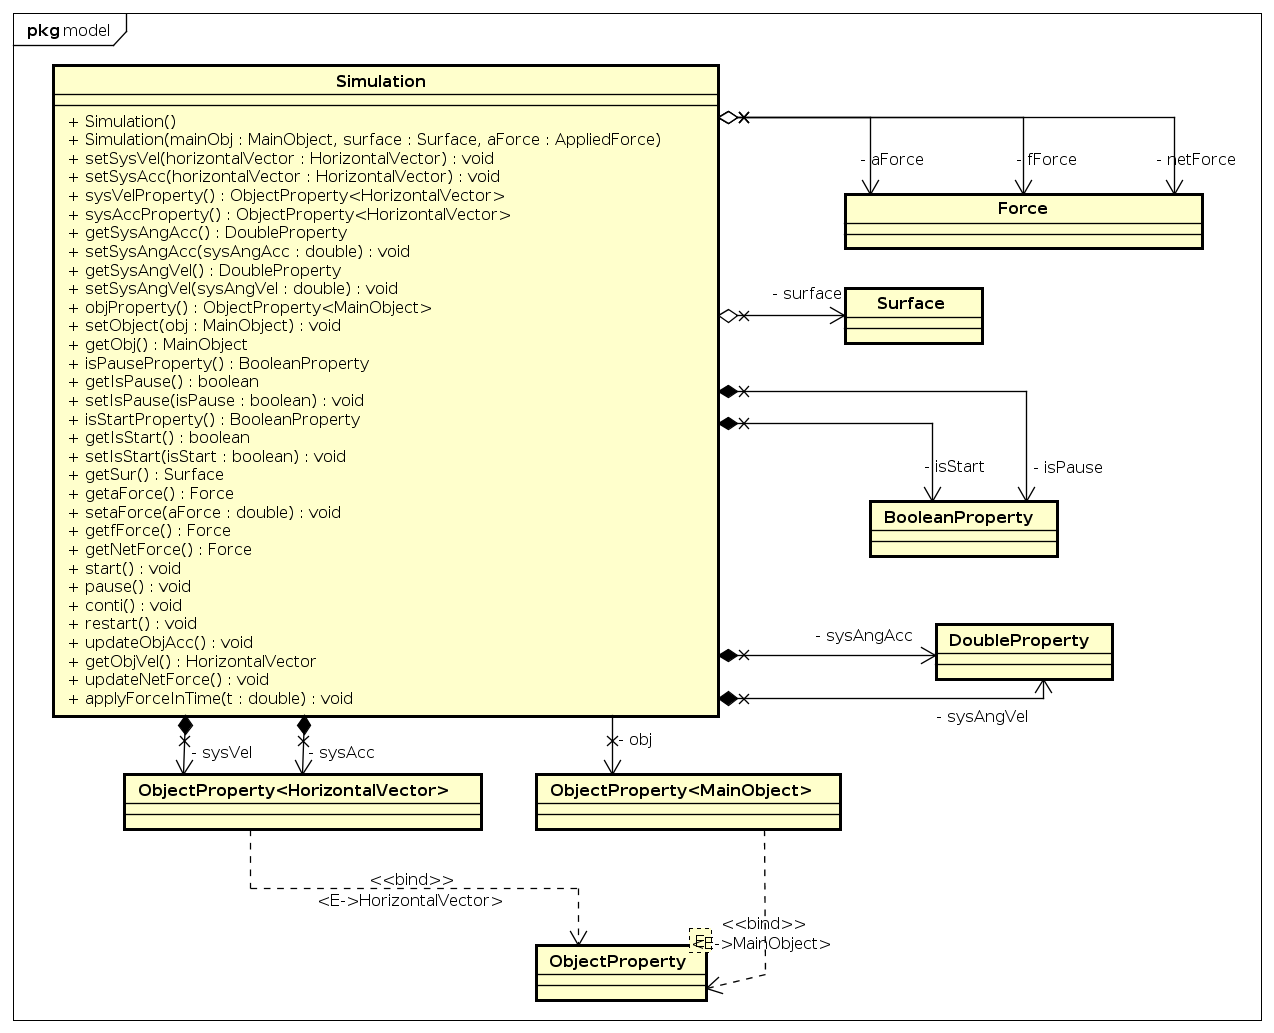 pkg model
Simulation
+ Simulation()
+ Simulation(mainObj : MainObject, surface : Surface, aForce : AppliedForce)
+ setSysVel(horizontalVector : HorizontalVector) : void
+ setSysAcc(horizontalVector : HorizontalVector) : void
+ sysVelProperty() : ObjectProperty<HorizontalVector>
+ sysAccProperty() : ObjectProperty<HorizontalVector>
+ getSysAngAcc() : DoubleProperty
+ setSysAngAcc(sysAngAcc : double) : void
+ getSysAngVel() : DoubleProperty
+ setSysAngVel(sysAngVel : double) : void
+ objProperty() : ObjectProperty<MainObject>
+ setObject(obj : MainObject) : void
+ getObj() : MainObject
+ isPauseProperty() : BooleanProperty
+ getIsPause() : boolean
+ setIsPause(isPause : boolean) : void
+ isStartProperty() : BooleanProperty
+ getIsStart() : boolean
+ setIsStart(isStart : boolean) : void
+ getSur() : Surface
+ getaForce() : Force
+ setaForce(aForce : double) : void
+ getfForce() : Force
+ getNetForce() : Force
+ start() : void
+ pause() : void
+ conti() : void
+ restart() : void
+ updateObjAcc() : void
+ getObjVel() : HorizontalVector
+ updateNetForce() : void
+ applyForceInTime(t : double) : void
- aForce
- fForce
- netForce
Force
- surface
Surface
- isStart
- isPause
BooleanProperty
- sysAngAcc
DoubleProperty
- sysAngVel
- sysVel
- sysAcc
- obj
ObjectProperty<HorizontalVector>
ObjectProperty<MainObject>
<<bind>>
<E->HorizontalVector>
<<bind>>
<E->MainObject>
E
ObjectProperty